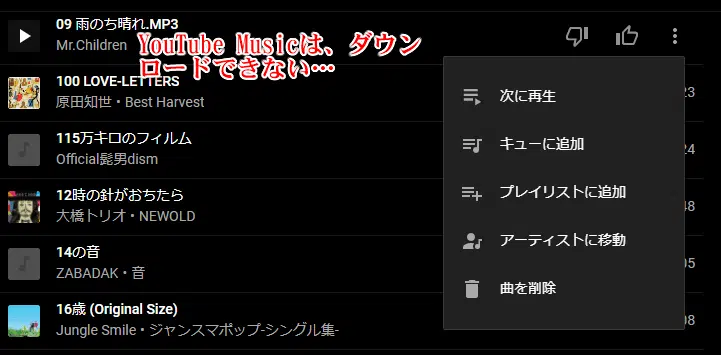 09 雨のち晴れ.MP3
Mr.Children
YouTube Musicは、ダウン
ロードできない…
100 LOVE-LETTERS
原田知世 • Best Harvest
23
115万キロのフィルム
Official髭男dism
24
12時の針がおちたら
大橋トリオ • NEWOLD
48
14の音
ZABADAK • 音
05
16歳 (Original Size)
Jungle Smile • ジャンスマポップ-シングル集-
08
次に再生
キューに追加
プレイリストに追加
アーティストに移動
曲を削除